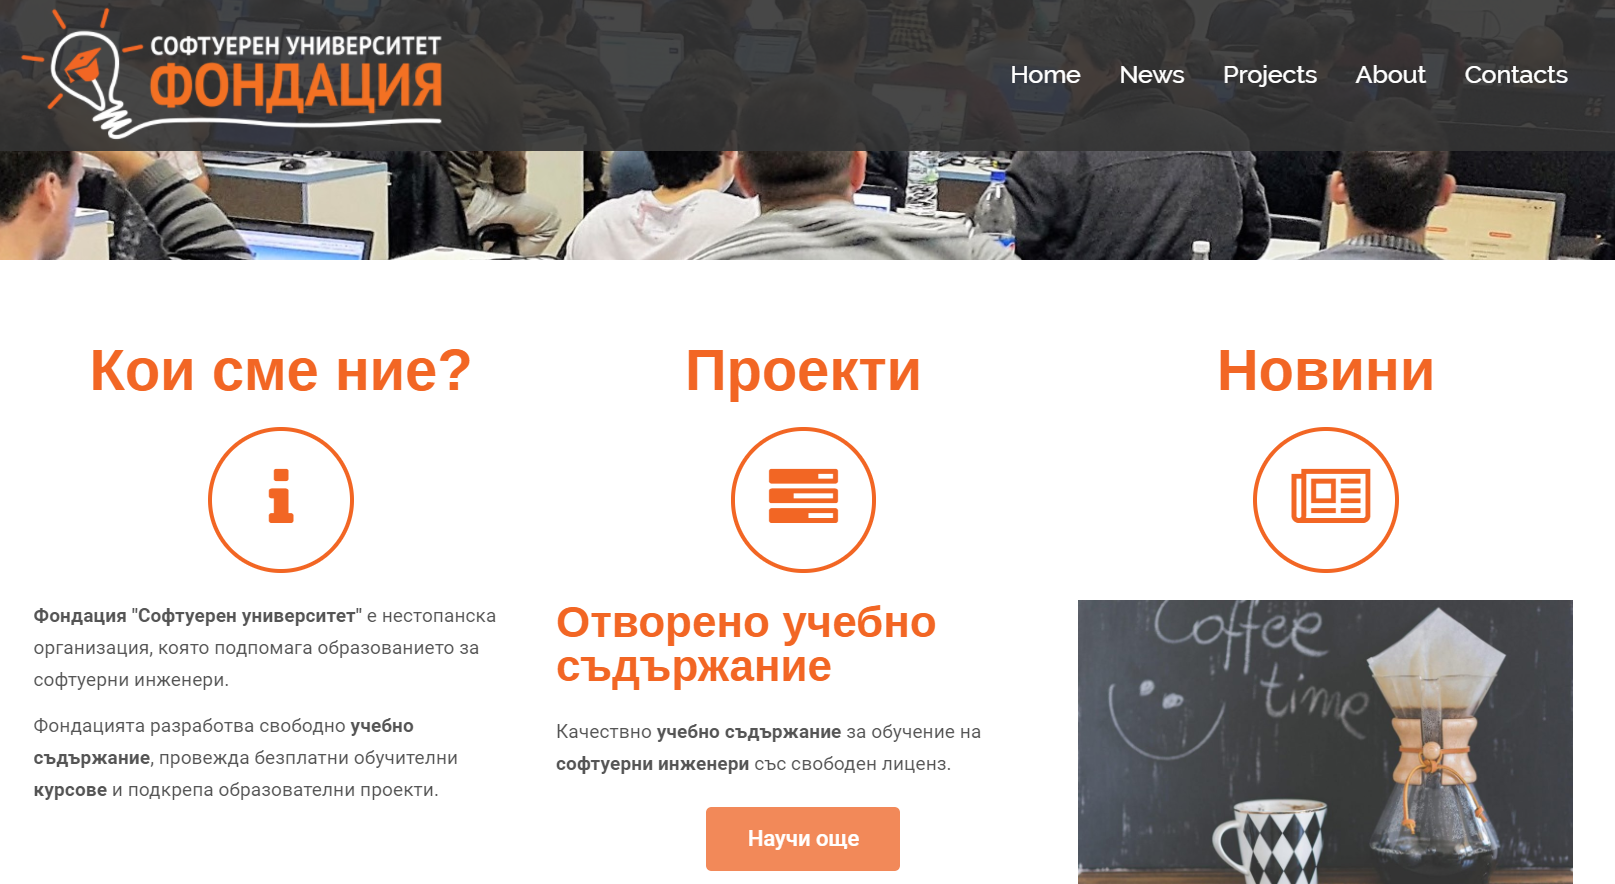 СОФТУЕРЕН УНИВЕРСИТЕТ
ФОНДАЦИЯ
Home News Projects About Contacts
Кои сме ние?
Фондация "Софтуерен университет" е нестопанска
организация, която подпомага образованието за
софтуерни инженери.
Фондацията разработва свободно учебно
съдържание, провежда безплатни обучителни
курсове и подкрепа образователни проекти.
Проекти
Отворено учебно
съдържание
Качествно учебно съдържание за обучение на
софтуерни инженери със свободен лиценз.
Научи още
Новини
Coffee
time